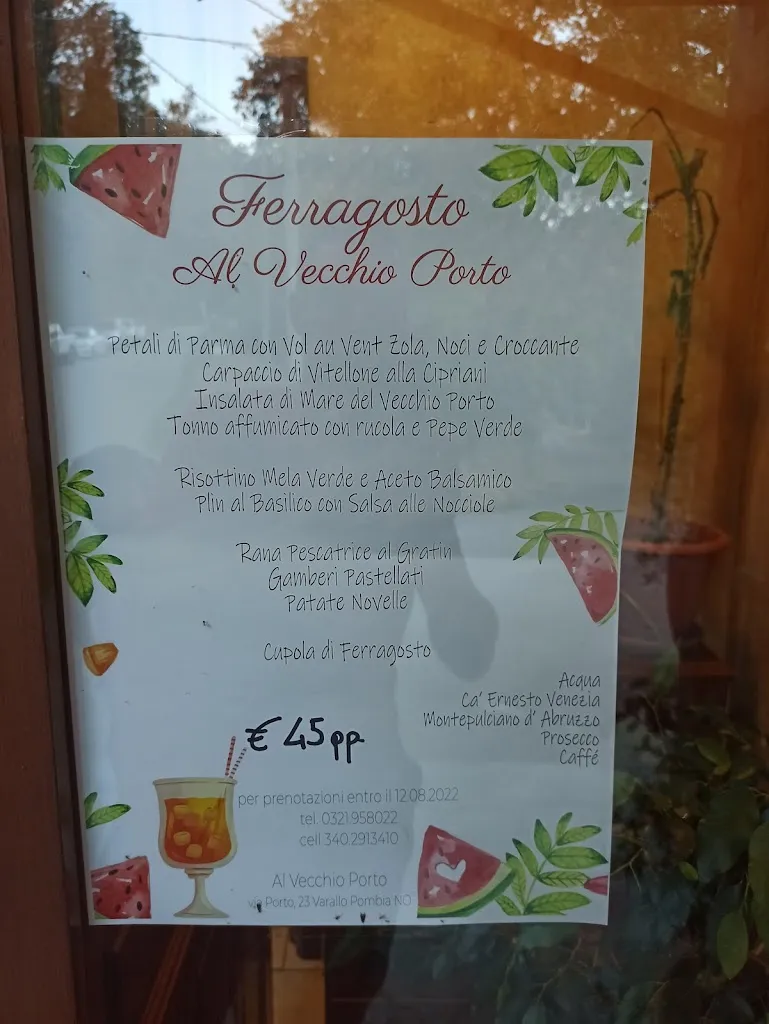 Ferragosto
Al Vecchio Porto
Petali di Parma con Vol au Vent Zola, Noci e Croccante
Carpaccio di Vitellone alla Cipriani
Insalata di Mare del Vecchio Porto
Tonno affumicato con rucola e Pepe Verde
Risottino Mela Verde e Aceto Balsamico
Plin al Basilico con Salsa alle Nocciole
Rana Pescatrice al Gratin
Gamberi Pastellati
Patate Novelle
Cupola di Ferragosto
Acqua
Ca' Ernesto Venezia
Montepulciano d' Abruzzo
Prosecco
Caffé
€ 45 pp
per prenotazioni entro il 12.08.2022
tel. 0321.958022
cell 340.2913410
Al Vecchio Porto
via Porto, 23 Varallo Pombia NO